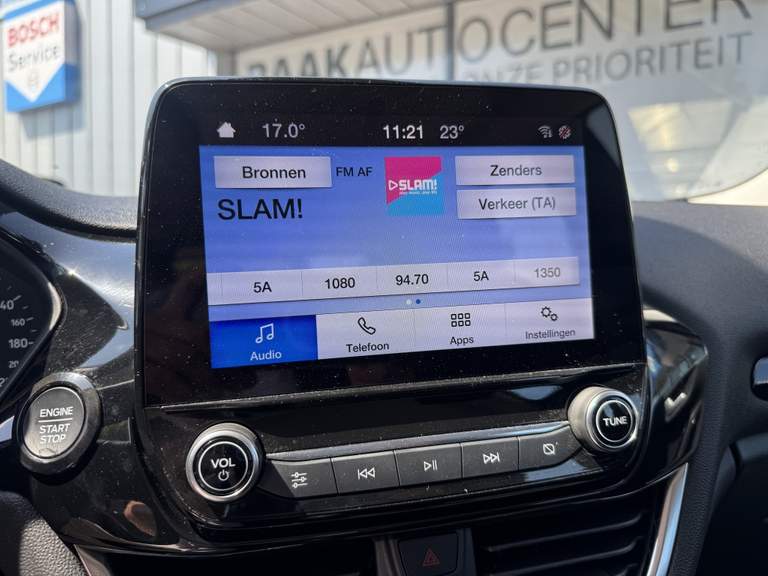 BOSCH
Service
BAAKAUTOCENTER
ONZE PRIORITEIT
17.0° 11:21 23°
Bronnen FM AF SLAM! Zenders
SLAM! Verkeer (TA)
5A 1080 94.70 5A 1350
Audio Telefoon Apps Instellingen
40
160
180
ENGINE
START
STOP
VOL
TUNE